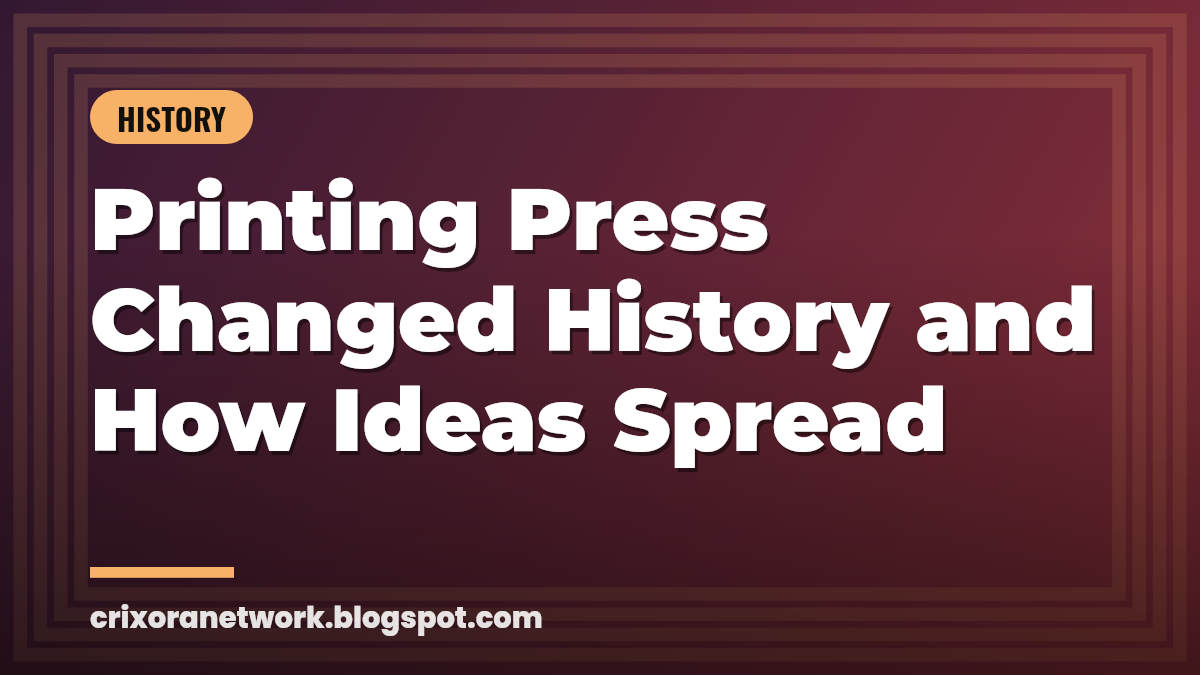 HISTORY
Printing Press
Changed History and
How Ideas Spread
crixoranetwork.blogspot.com